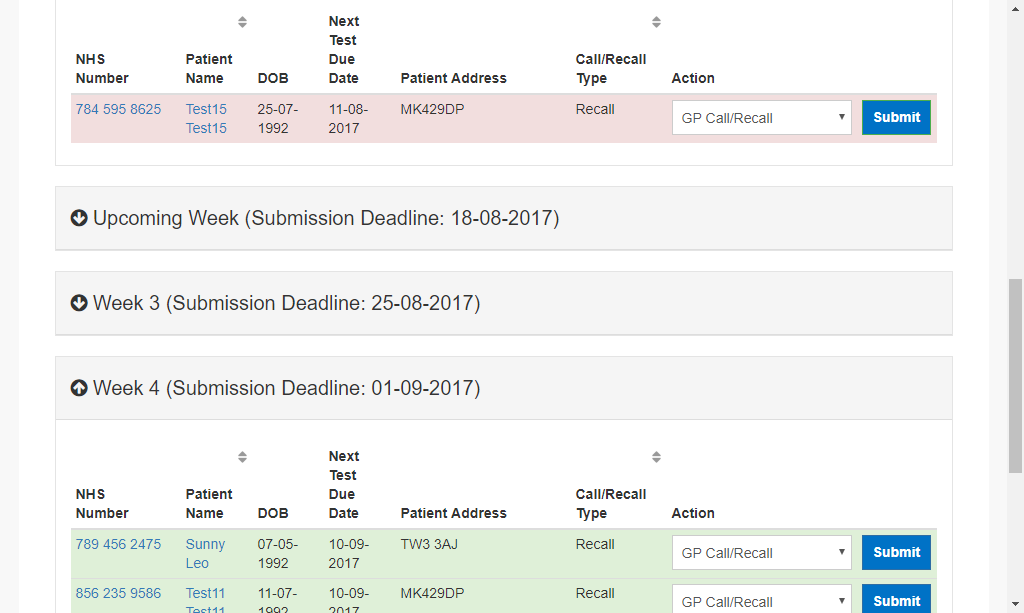 NHS Number Patient Name DOB Next Test Due Date Patient Address Call/Recall Type Action
784 595 8625 Test15 Test15 25-07-1992 11-08-2017 MK429DP Recall GP Call/Recall Submit
Upcoming Week (Submission Deadline: 18-08-2017)
Week 3 (Submission Deadline: 25-08-2017)
Week 4 (Submission Deadline: 01-09-2017)
NHS Number Patient Name DOB Next Test Due Date Patient Address Call/Recall Type Action
789 456 2475 Sunny Leo 07-05-1992 10-09-2017 TW3 3AJ Recall GP Call/Recall Submit
856 235 9586 Test11 Test11 11-07-1992 10-09-2017 MK429DP Recall GP Call/Recall Submit